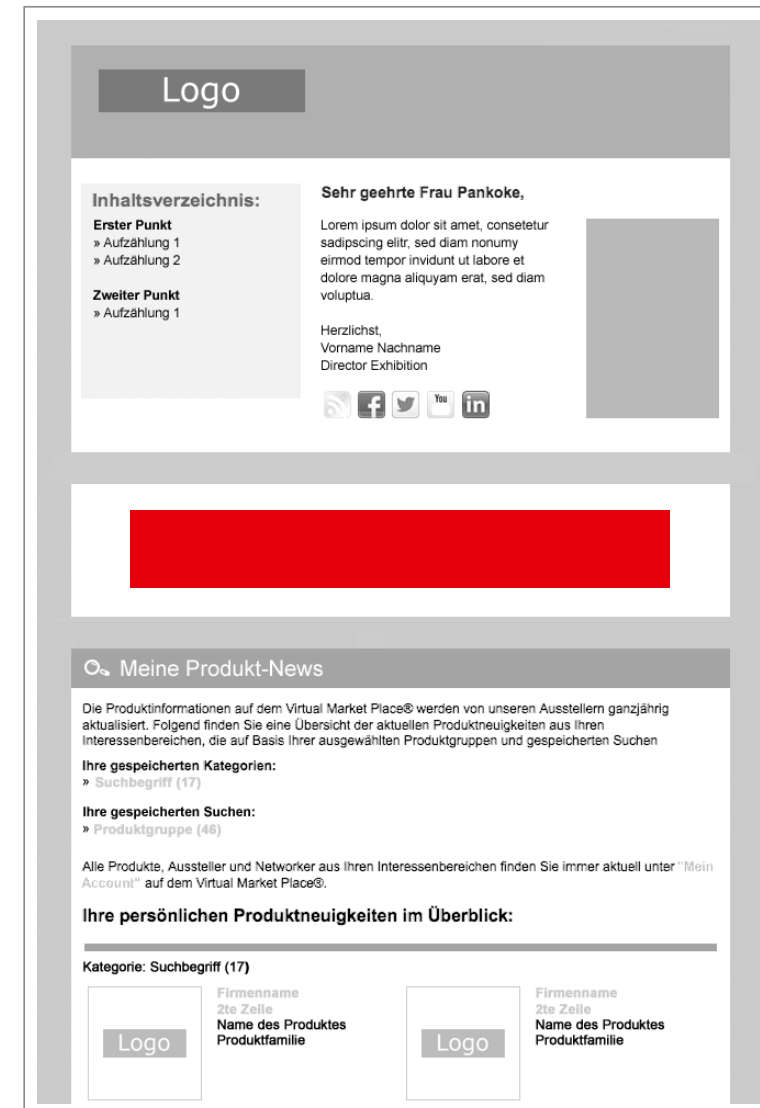 Logo
Inhaltsverzeichnis:
Erster Punkt
» Aufzählung 1
» Aufzählung 2
Zweiter Punkt
» Aufzählung 1
Sehr geehrte Frau Pankoke,
Lorem ipsum dolor sit amet, consetetur
sadipscing elitr, sed diam nonumy
eirmod tempor invidunt ut labore et
dolore magna aliquyam erat, sed diam
voluptua.
Herzlichst,
Vorname Nachname
Director Exhibition
f
You
in
Meine Produkt-News
Die Produktinformationen auf dem Virtual Market Place® werden von unseren Ausstellern ganzjährig
aktualisiert. Folgend finden Sie eine Übersicht der aktuellen Produktneuigkeiten aus Ihren
Interessenbereichen, die auf Basis Ihrer ausgewählten Produktgruppen und gespeicherten Suchen
Ihre gespeicherten Kategorien:
» Suchbegriff (17)
Ihre gespeicherten Suchen:
» Produktgruppe (46)
Alle Produkte, Aussteller und Networker aus Ihren Interessenbereichen finden Sie immer aktuell unter "Mein
Account" auf dem Virtual Market Place®.
Ihre persönlichen Produktneuigkeiten im Überblick:
Kategorie: Suchbegriff (17)
Logo
Firmenname
2te Zeile
Name des Produktes
Produktfamilie
Logo
Firmenname
2te Zeile
Name des Produktes
Produktfamilie